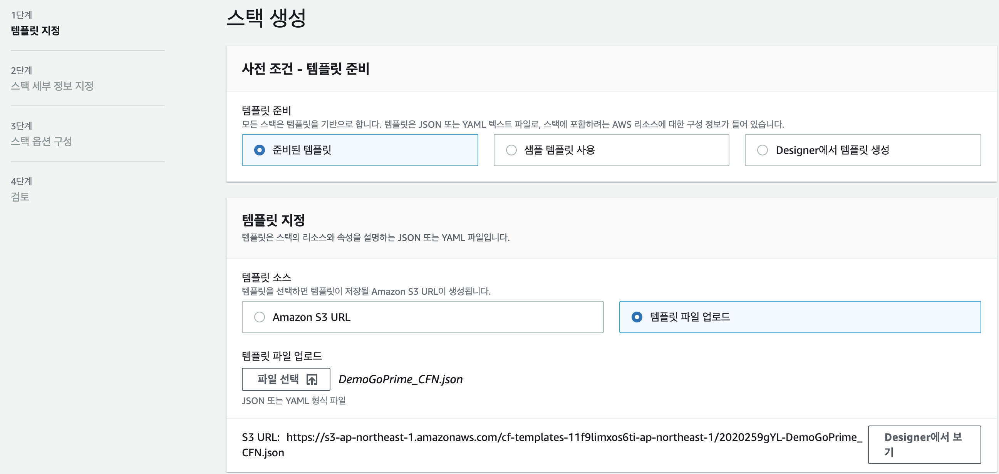 1단계
템플릿 지정
2단계
스택 세부 정보 지정
3단계
스택 옵션 구성
4단계
검토
스택 생성
사전 조건 - 템플릿 준비
템플릿 준비
모든 스택은 템플릿을 기반으로 합니다. 템플릿은 JSON 또는 YAML 텍스트 파일로, 스택에 포함하려는 AWS 리소스에 대한 구성 정보가 들어 있습니다.
준비된 템플릿
샘플 템플릿 사용
Designer에서 템플릿 생성
템플릿 지정
템플릿은 스택의 리소스와 속성을 설명하는 JSON 또는 YAML 파일입니다.
템플릿 소스
템플릿을 선택하면 템플릿이 저장될 Amazon S3 URL이 생성됩니다.
Amazon S3 URL
템플릿 파일 업로드
템플릿 파일 업로드
파일 선택
DemoGoPrime_CFN.json
JSON 또는 YAML 형식 파일
S3 URL: https://s3-ap-northeast-1.amazonaws.com/cf-templates-11f9limxos6ti-ap-northeast-1/2020259gYL-DemoGoPrime_
CFN.json
Designer에서 보
기